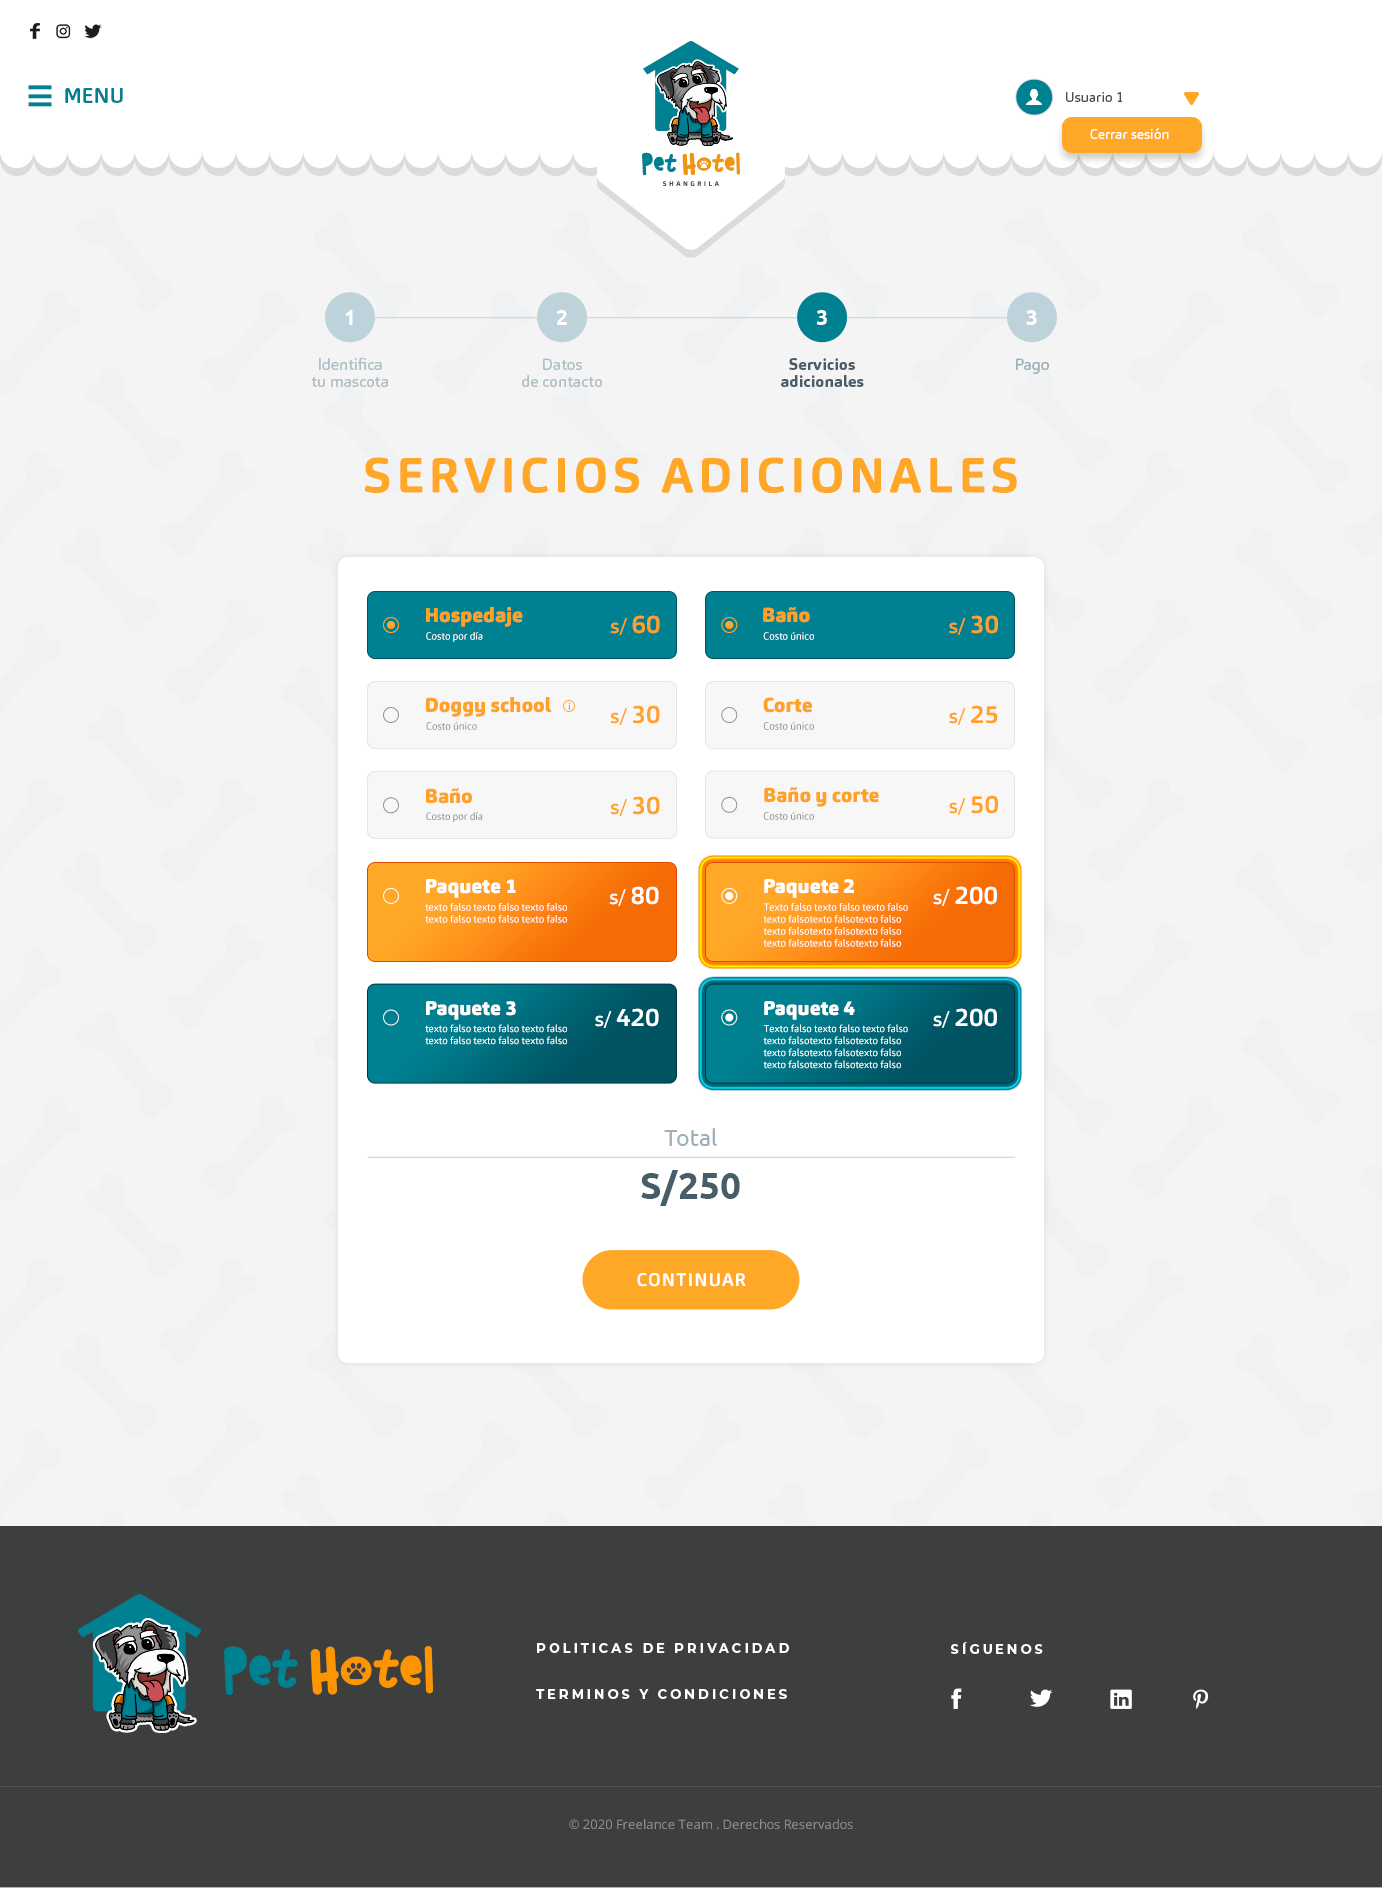 MENU
Usuario 1
Cerrar sesión
Pet Hotel
SHANGRILA
1
2
3
3
Identifica
tu mascota
Datos
de contacto
Servicios
adicionales
Pago
SERVICIOS ADICIONALES
Hospedaje
Costo por día
s/ 60
Baño
Costo único
s/ 30
Doggy school
Costo único
s/ 30
Corte
Costo único
s/ 25
Baño
Costo por día
s/ 30
Baño y corte
Costo único
s/ 50
Paquete 1
texto falso texto falso texto falso
texto falso texto falso texto falso
s/ 80
Paquete 2
Texto falso texto falso texto falso
texto falsotexto falsotexto falso
texto falsotexto falsotexto falso
texto falsotexto falsotexto falso
s/ 200
Paquete 3
texto falso texto falso texto falso
texto falso texto falso texto falso
s/ 420
Paquete 4
Texto falso texto falso texto falso
texto falsotexto falsotexto falso
texto falsotexto falsotexto falso
texto falsotexto falsotexto falso
s/ 200
Total
S/250
CONTINUAR
Pet Hotel
POLITICAS DE PRIVACIDAD
TERMINOS Y CONDICIONES
SÍGUENOS
© 2020 Freelance Team . Derechos Reservados